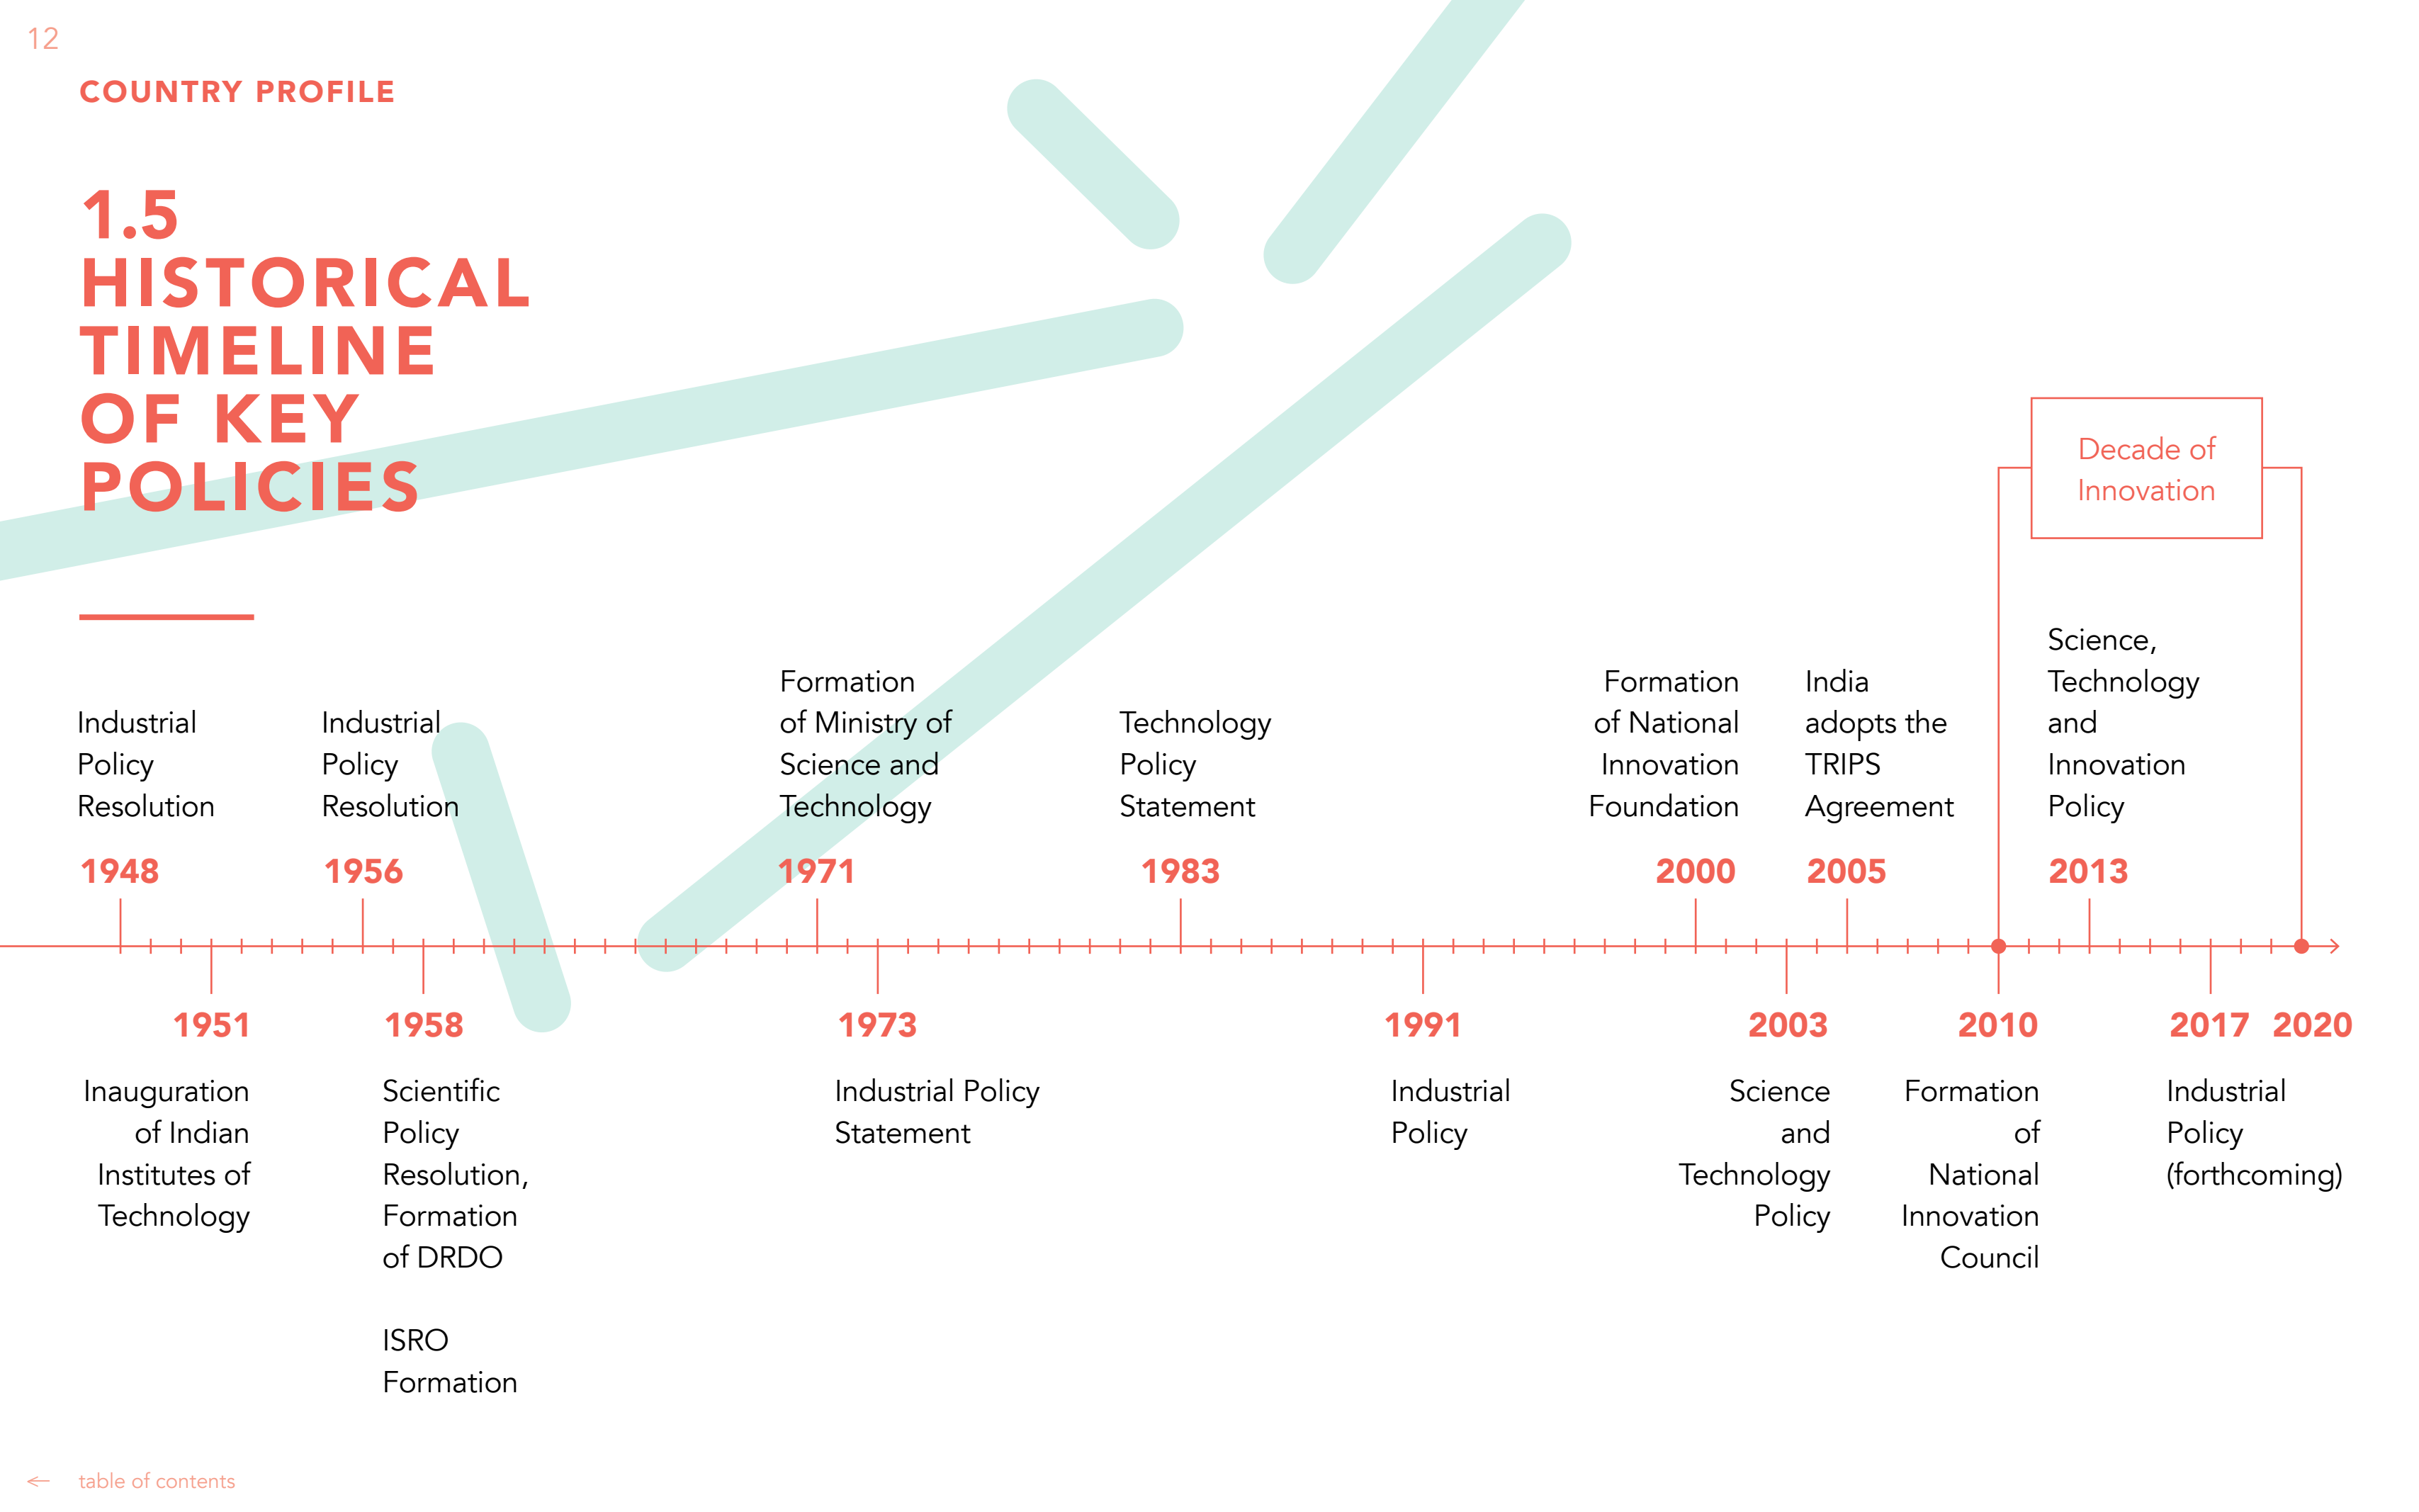 12
COUNTRY PROFILE
1.5
HISTORICAL
TIMELINE
OF KEY
POLICIES
Decade of
Innovation
Industrial
Policy
Resolution
1948
Industrial
Policy
Resolution
1956
Formation
of Ministry of
Science and
Technology
1971
Technology
Policy
Statement
1983
Formation
of National
Innovation
Foundation
2000
India
adopts the
TRIPS
Agreement
2005
Science,
Technology
and
Innovation
Policy
2013
1951
Inauguration
of Indian
Institutes of
Technology
1958
Scientific
Policy
Resolution,
Formation
of DRDO
ISRO
Formation
1973
Industrial Policy
Statement
1991
Industrial
Policy
2003
Science
and
Technology
Policy
2010
Formation
of
National
Innovation
Council
2017
Industrial
Policy
(forthcoming)
2020
← table of contents